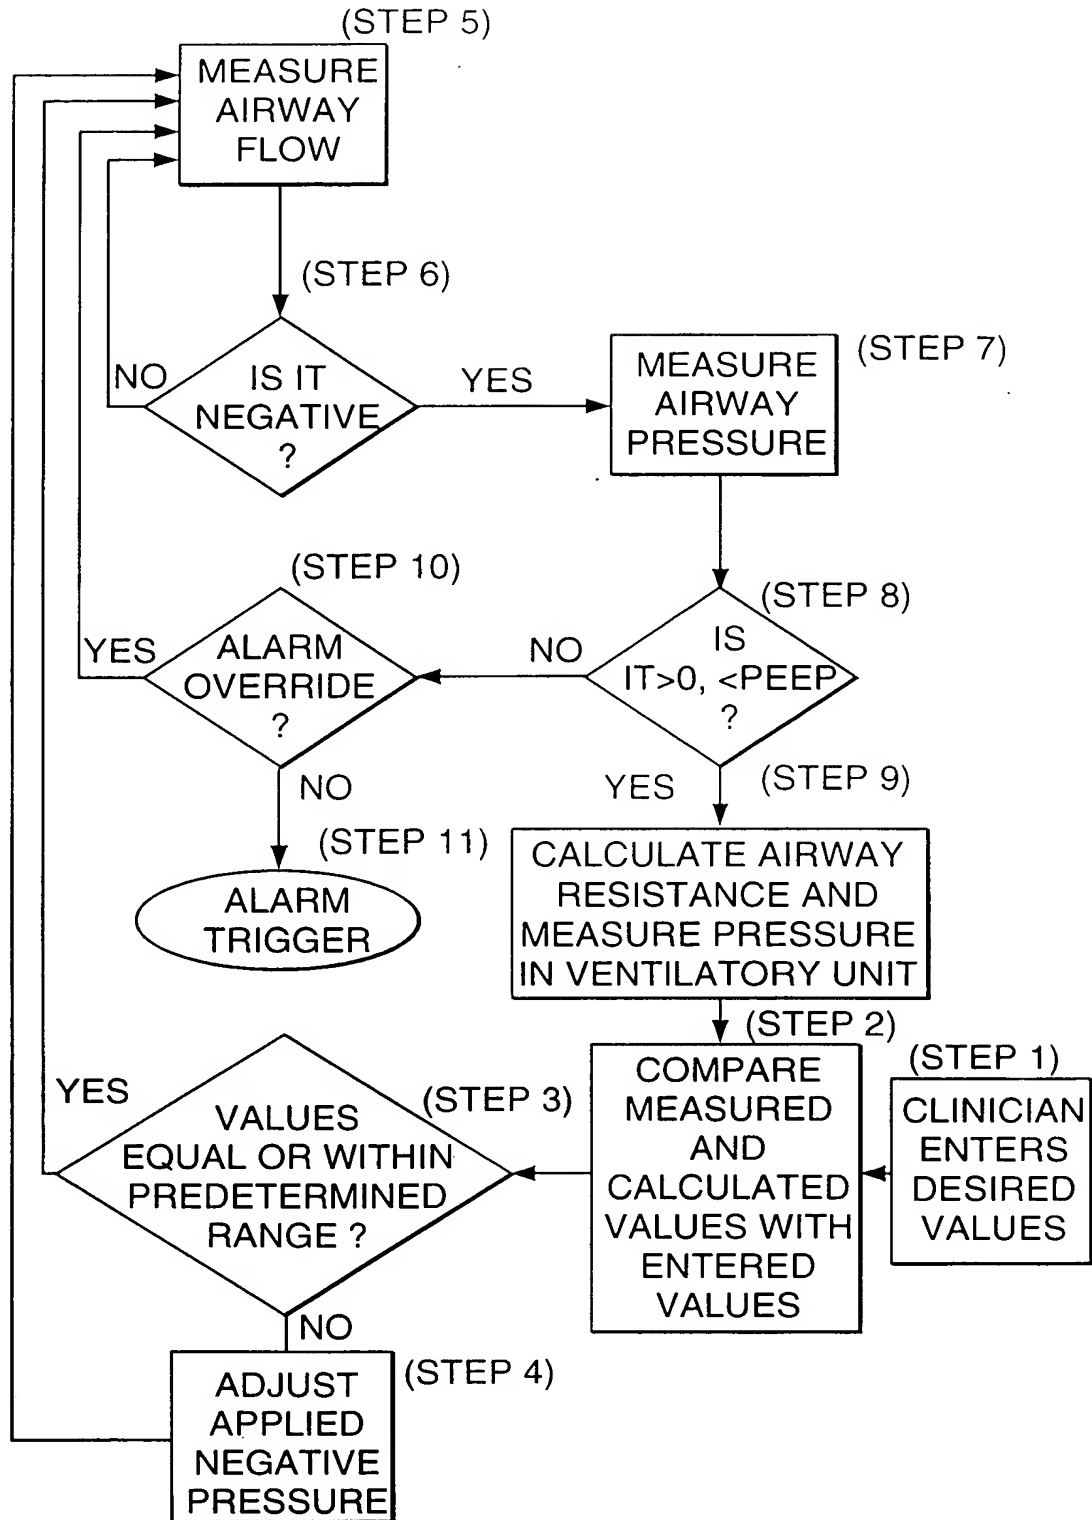 (STEP 5)
MEASURE
AIRWAY
FLOW
(STEP 6)
NO
IS IT
NEGATIVE
?
YES
(STEP 7)
MEASURE
AIRWAY
PRESSURE
(STEP 8)
IS
IT>0, <PEEP
?
NO
(STEP 10)
ALARM
OVERRIDE
?
YES
NO
(STEP 11)
ALARM
TRIGGER
YES
(STEP 9)
CALCULATE AIRWAY
RESISTANCE AND
MEASURE PRESSURE
IN VENTILATORY UNIT
(STEP 2)
COMPARE
MEASURED
AND
CALCULATED
VALUES WITH
ENTERED
VALUES
(STEP 1)
CLINICIAN
ENTERS
DESIRED
VALUES
(STEP 3)
VALUES
EQUAL OR WITHIN
PREDETERMINED
RANGE ?
YES
NO
(STEP 4)
ADJUST
APPLIED
NEGATIVE
PRESSURE